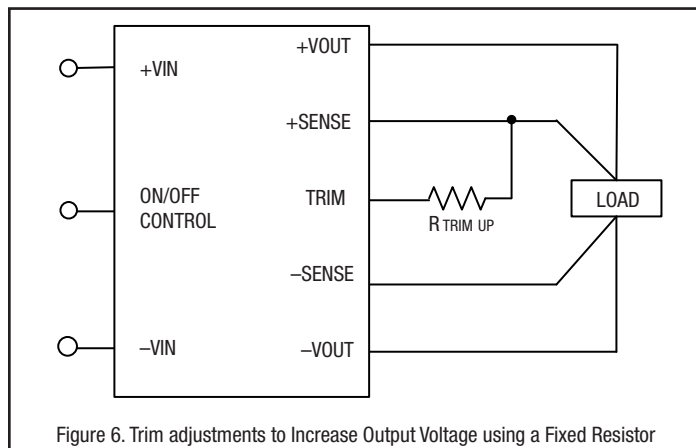 +VOUT
+VIN
+SENSE
ON/OFF
CONTROL
TRIM
R TRIM UP
LOAD
–SENSE
–VIN
–VOUT
Figure 6. Trim adjustments to Increase Output Voltage using a Fixed Resistor